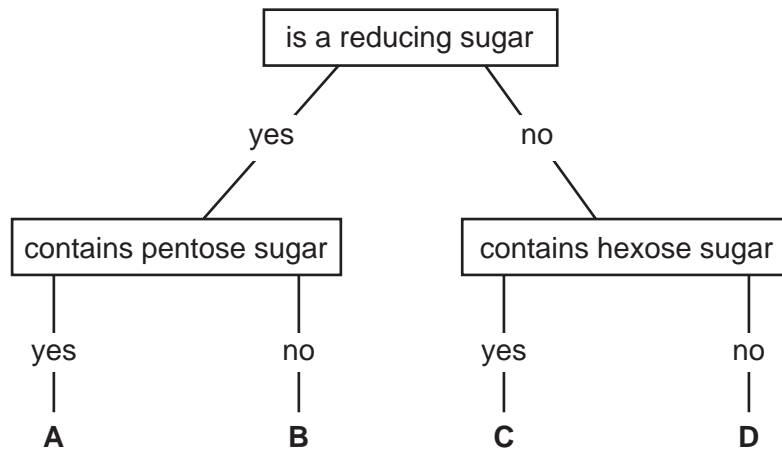 is a reducing sugar
yes
no
contains pentose sugar
contains hexose sugar
yes
no
yes
no
A
B
C
D